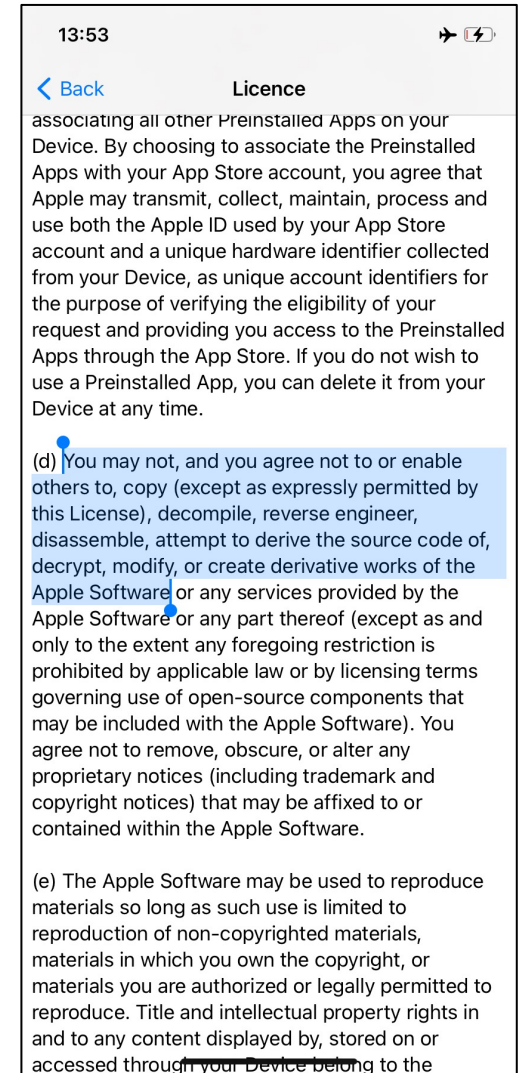 13:53
Back
Licence
associating all other Preinstalled Apps on your
Device. By choosing to associate the Preinstalled
Apps with your App Store account, you agree that
Apple may transmit, collect, maintain, process and
use both the Apple ID used by your App Store
account and a unique hardware identifier collected
from your Device, as unique account identifiers for
the purpose of verifying the eligibility of your
request and providing you access to the Preinstalled
Apps through the App Store. If you do not wish to
use a Preinstalled App, you can delete it from your
Device at any time.
(d) You may not, and you agree not to or enable
others to, copy (except as expressly permitted by
this License), decompile, reverse engineer,
disassemble, attempt to derive the source code of,
decrypt, modify, or create derivative works of the
Apple Software or any services provided by the
Apple Software or any part thereof (except as and
only to the extent any foregoing restriction is
prohibited by applicable law or by licensing terms
governing use of open-source components that
may be included with the Apple Software). You
agree not to remove, obscure, or alter any
proprietary notices (including trademark and
copyright notices) that may be affixed to or
contained within the Apple Software.
(e) The Apple Software may be used to reproduce
materials so long as such use is limited to
reproduction of non-copyrighted materials,
materials in which you own the copyright, or
materials you are authorized or legally permitted to
reproduce. Title and intellectual property rights in
and to any content displayed by, stored on or
accessed through your Device belong to the